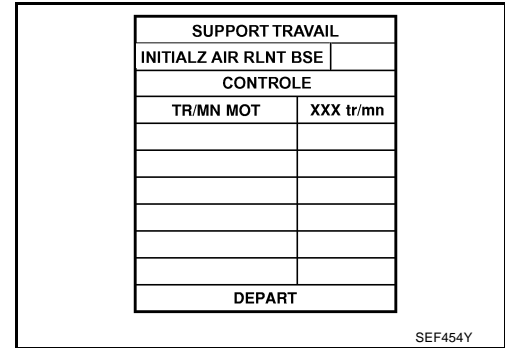 SUPPORT TRAVAIL
INITIALZ AIR RLNT BSE
CONTROLE
TR/MN MOT XXX tr/mn
DEPART
SEF454Y